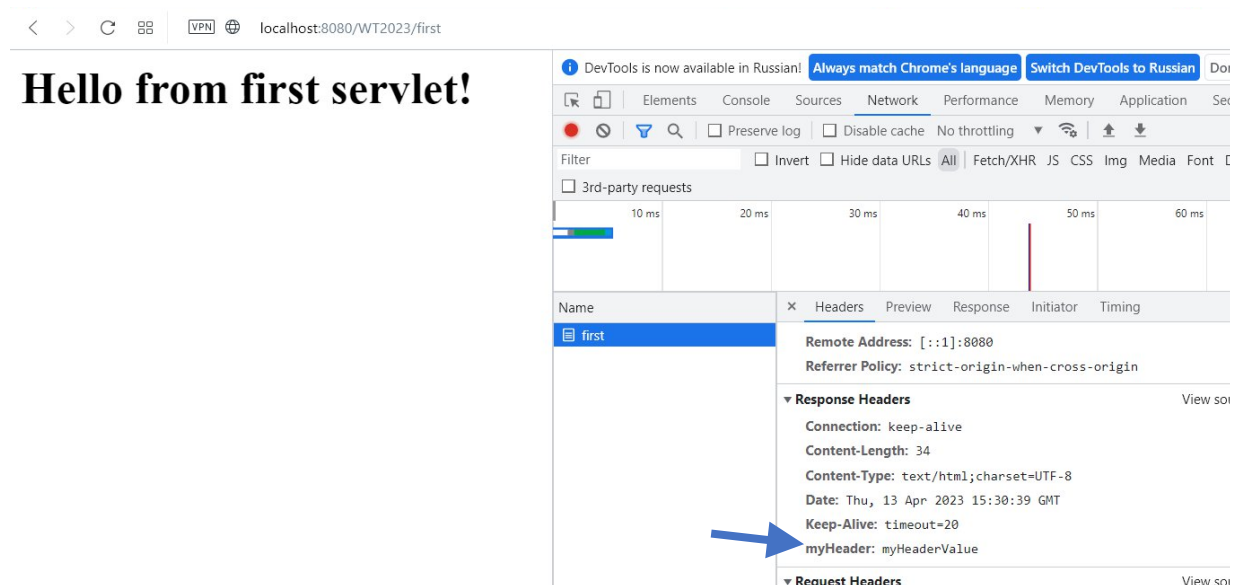 VPN localhost:8080/WT2023/first
Hello from first servlet!
DevTools is now available in Russian! Always match Chrome's language Switch DevTools to Russian
Elements Console Sources Network Performance Memory Application
Preserve log Disable cache No throttling
Filter Invert Hide data URLs All Fetch/XHR JS CSS Img Media Font
3rd-party requests
10 ms 20 ms 30 ms 40 ms 50 ms 60 ms
Name × Headers Preview Response Initiator Timing
first
Remote Address: [::1]:8080
Referrer Policy: strict-origin-when-cross-origin
Response Headers View sou
Connection: keep-alive
Content-Length: 34
Content-Type: text/html;charset=UTF-8
Date: Thu, 13 Apr 2023 15:30:39 GMT
Keep-Alive: timeout=20
myHeader: myHeaderValue
Request Headers View sou